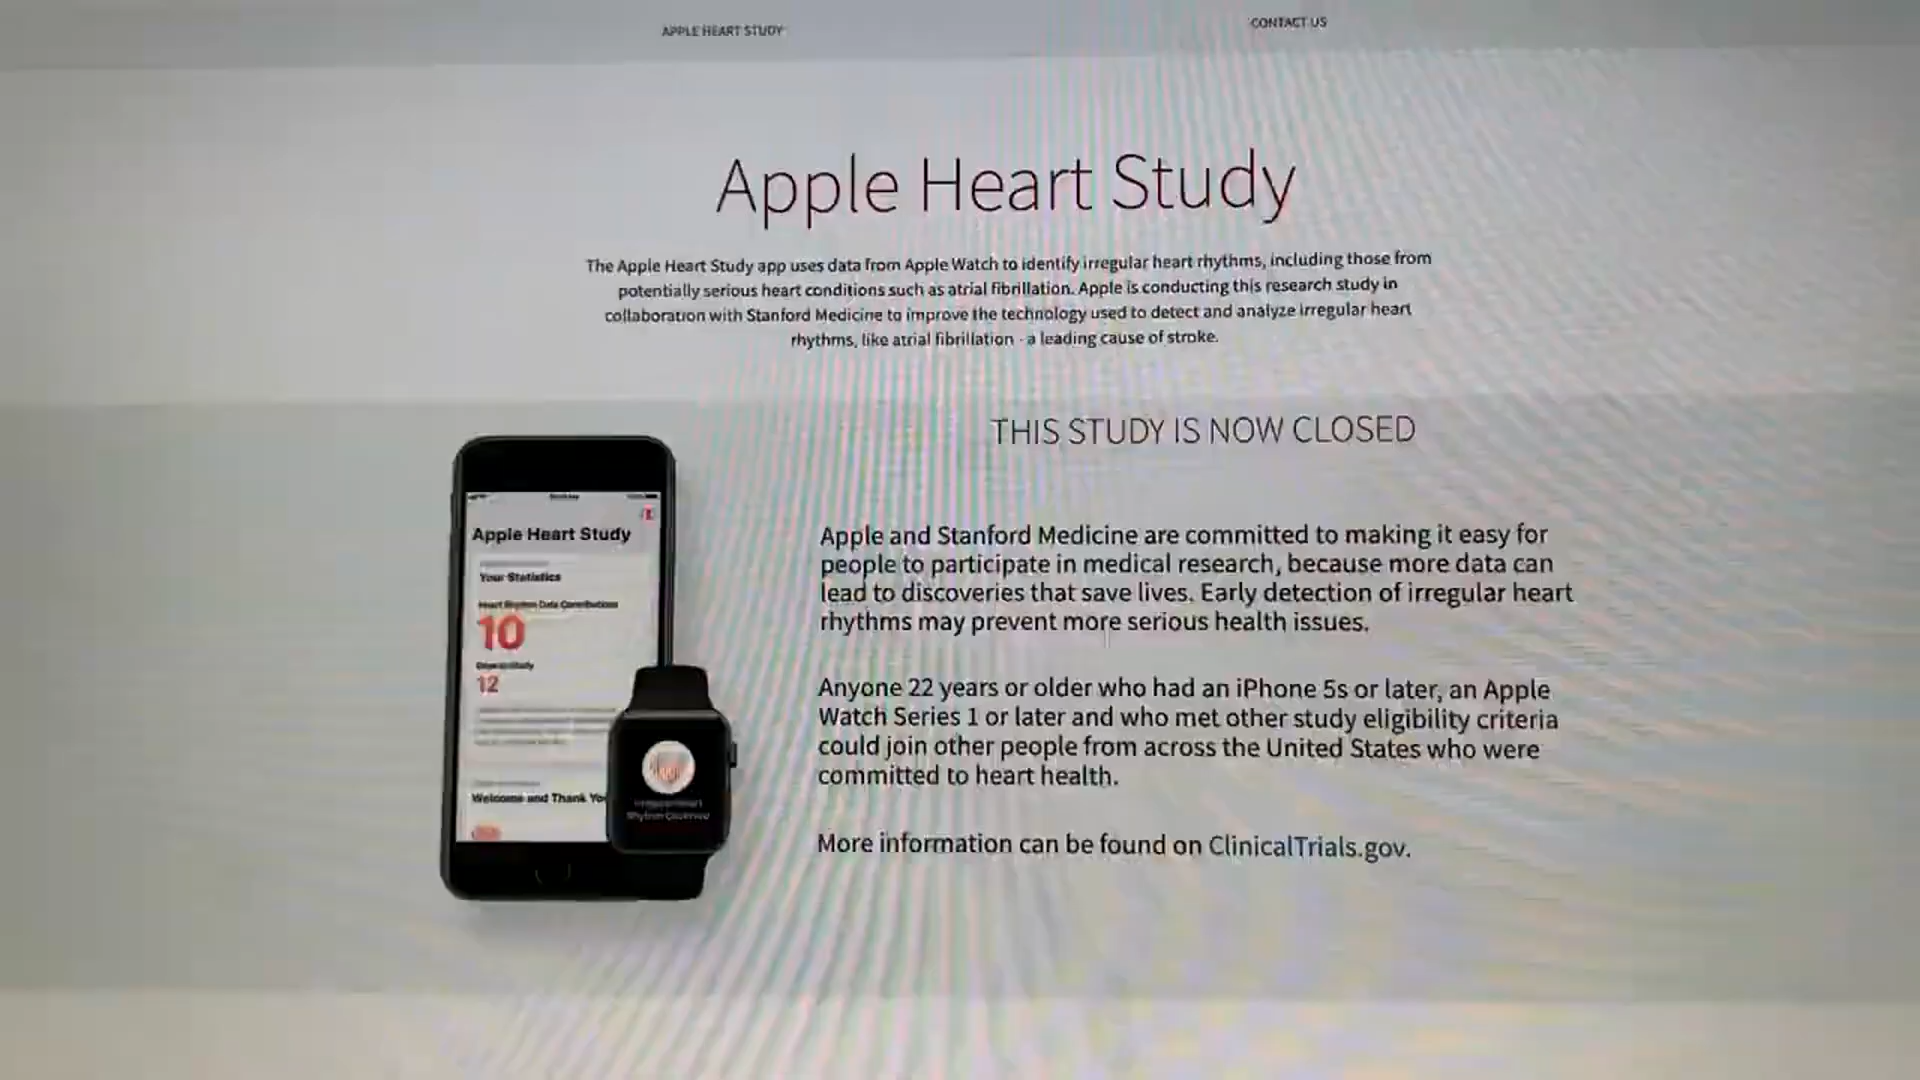 APPLE HEART STUDY
CONTACT US
Apple Heart Study
The Apple Heart Study app uses data from Apple Watch to identify irregular heart rhythms, including those from
potentially serious heart conditions such as atrial fibrillation. Apple is conducting this research study in
collaboration with Stanford Medicine to improve the technology used to detect and analyze irregular heart
rhythms, like atrial fibrillation - a leading cause of stroke.
THIS STUDY IS NOW CLOSED
Apple and Stanford Medicine are committed to making it easy for
people to participate in medical research, because more data can
lead to discoveries that save lives. Early detection of irregular heart
rhythms may prevent more serious health issues.
Anyone 22 years or older who had an iPhone 5s or later, an Apple
Watch Series 1 or later and who met other study eligibility criteria
could join other people from across the United States who were
committed to heart health.
More information can be found on ClinicalTrials.gov.
Apple Heart Study
Your Statistics
Heart Rhythm Data Contributions
10
12
Welcome and Thank You